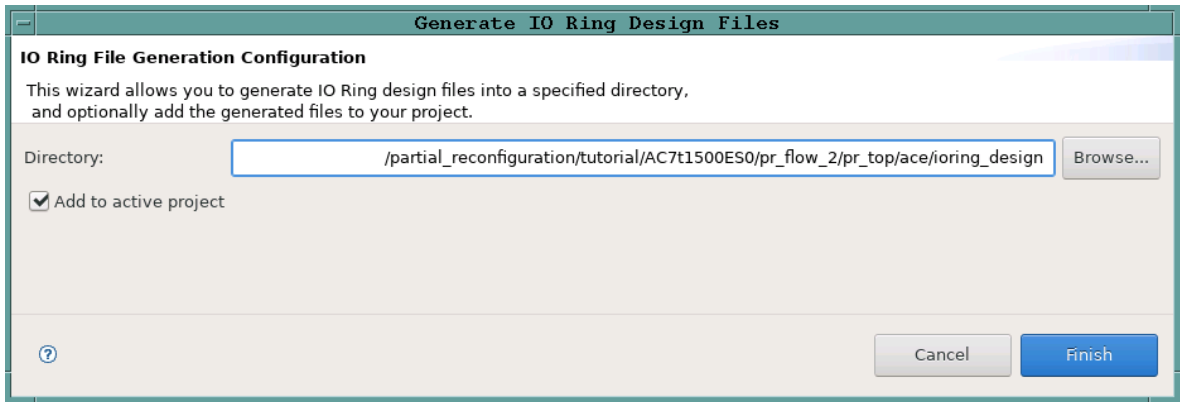 Generate IO Ring Design Files
IO Ring File Generation Configuration
This wizard allows you to generate IO Ring design files into a specified directory,
and optionally add the generated files to your project.
Directory: /partial_reconfiguration/tutorial/AC7t1500ES0/pr_flow_2/pr_top/ace/ioring_design Browse...
Add to active project
? Cancel Finish